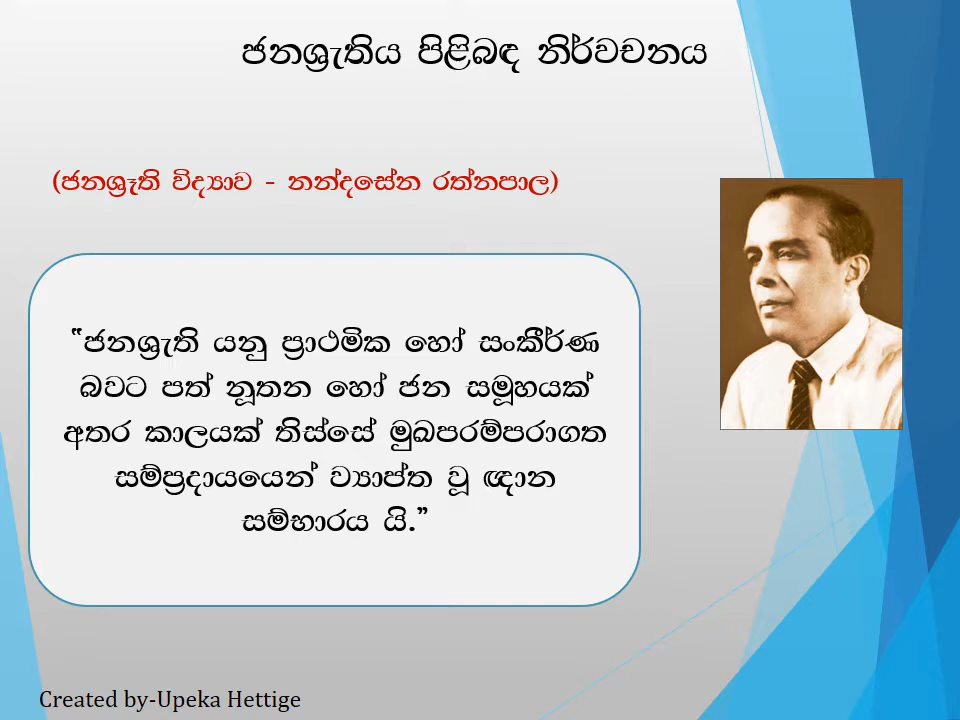 ජනශ්‍රැතිය පිළිබඳ නිර්වචනය
(ජනශ්‍රෑති විද්‍යාව - නන්දසේන රත්නපාල)
“ජනශ්‍රැති යනු ප්‍රාථමික හෝ සංකීර්ණ
බවට පත් නූතන හෝ ජන සමූහයක්
අතර කාලයක් තිස්සේ මුඛපරම්පරාගත
සම්ප්‍රදායයෙන් ව්‍යාප්ත වූ ඥාන
සම්භාරය යි.”
Created by-Upeka Hettige